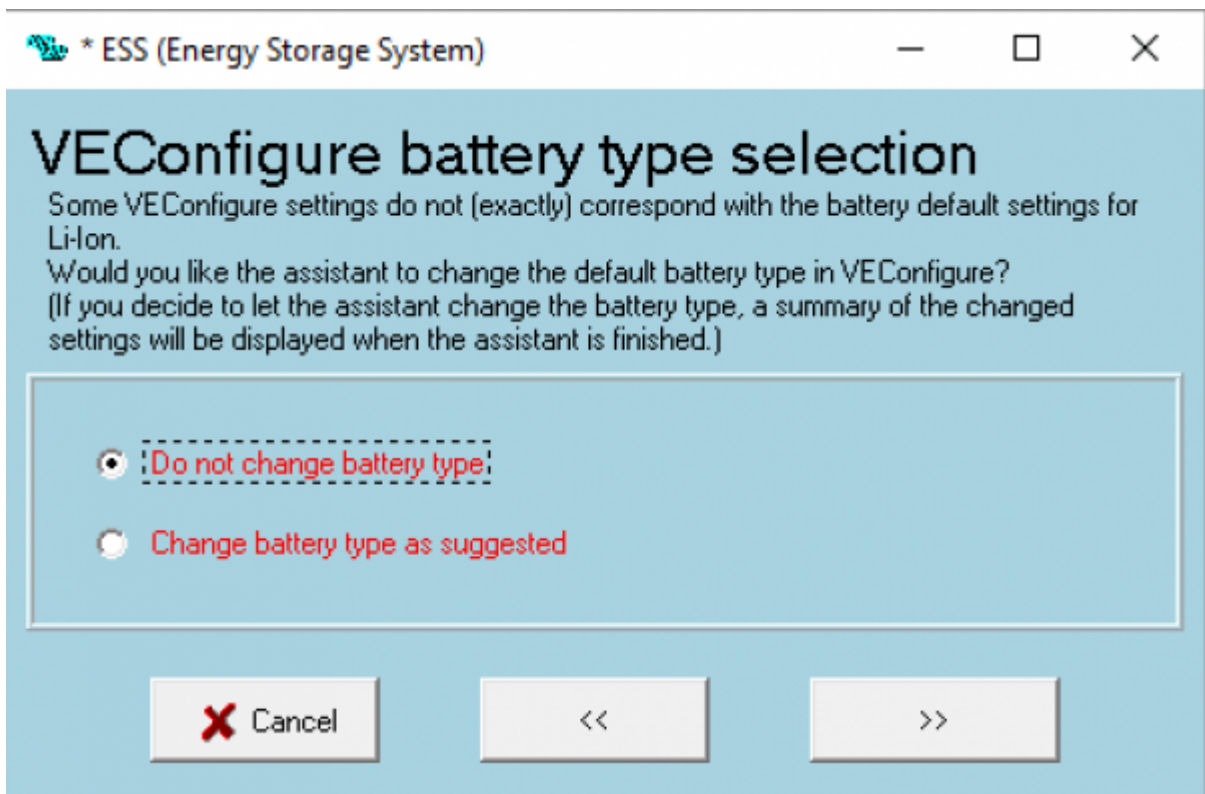 * ESS (Energy Storage System)
VEConfigure battery type selection
Some VEConfigure settings do not (exactly) correspond with the battery default settings for
Li-Ion.
Would you like the assistant to change the default battery type in VEConfigure?
(If you decide to let the assistant change the battery type, a summary of the changed
settings will be displayed when the assistant is finished.)
Do not change battery type
Change battery type as suggested
Cancel
<<
>>